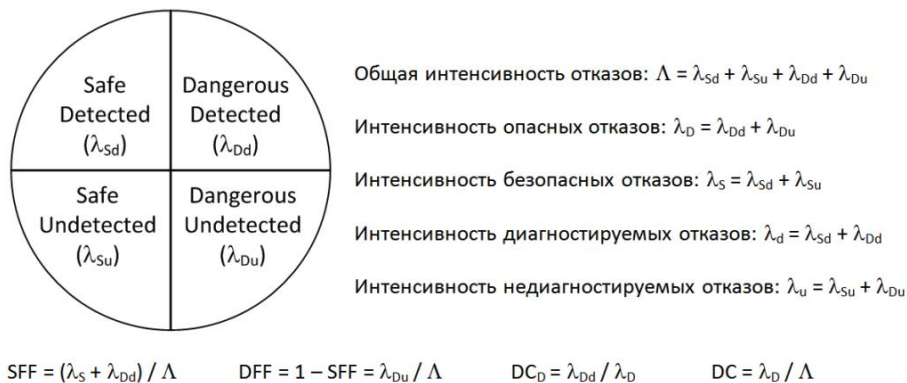 Safe
Detected
(λSd)
Dangerous
Detected
(λDd)
Safe
Undetected
(λSu)
Dangerous
Undetected
(λDu)
Общая интенсивность отказов: Λ = λSd + λSu + λDd + λDu
Интенсивность опасных отказов: λD = λDd + λDu
Интенсивность безопасных отказов: λS = λSd + λSu
Интенсивность диагностируемых отказов: λd = λSd + λDd
Интенсивность недиагностируемых отказов: λu = λSu + λDu
SFF = (λS + λDd) / Λ DFF = 1 – SFF = λDu / Λ DCD = λDd / λD DC = λD / Λ